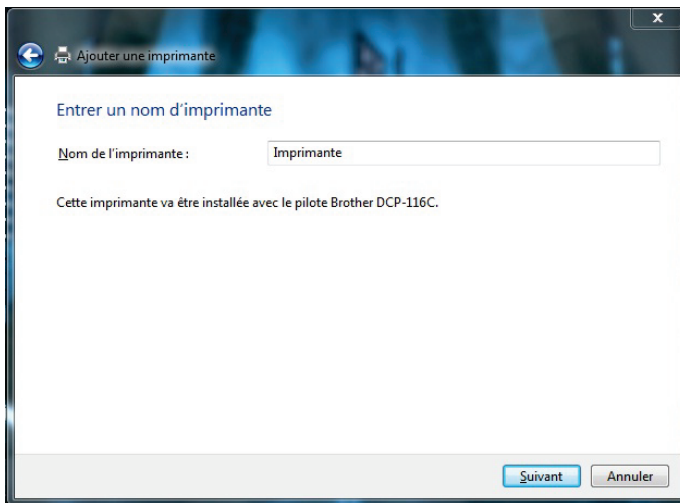 Ajouter une imprimante
Entrer un nom d'imprimante
Nom de l'imprimante : Imprimante
Cette imprimante va être installée avec le pilote Brother DCP-116C.
Suivant Annuler